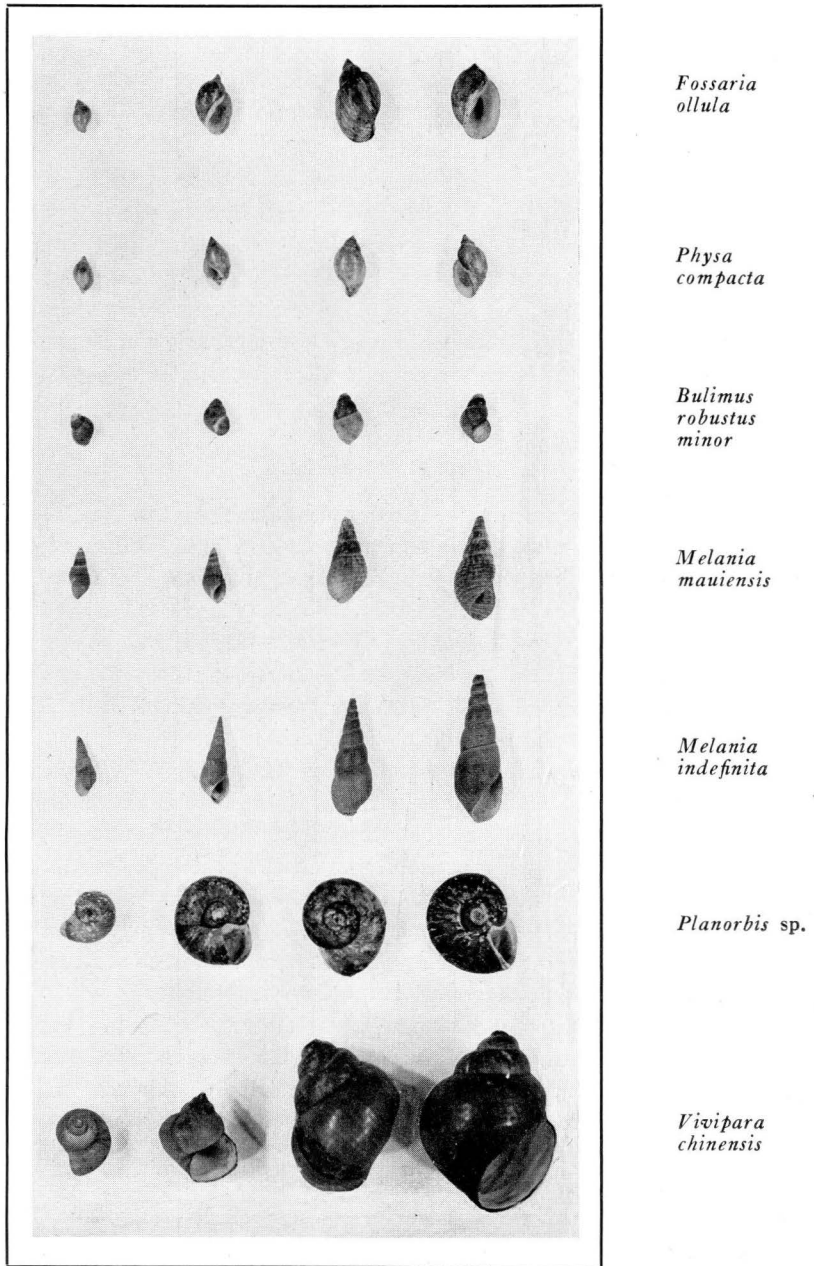 Fossaria
ollula
Physa
compacta
Bulimus
robustus
minor
Melania
mauiensis
Melania
indefinita
Planorbis sp.
Vivipara
chinensis